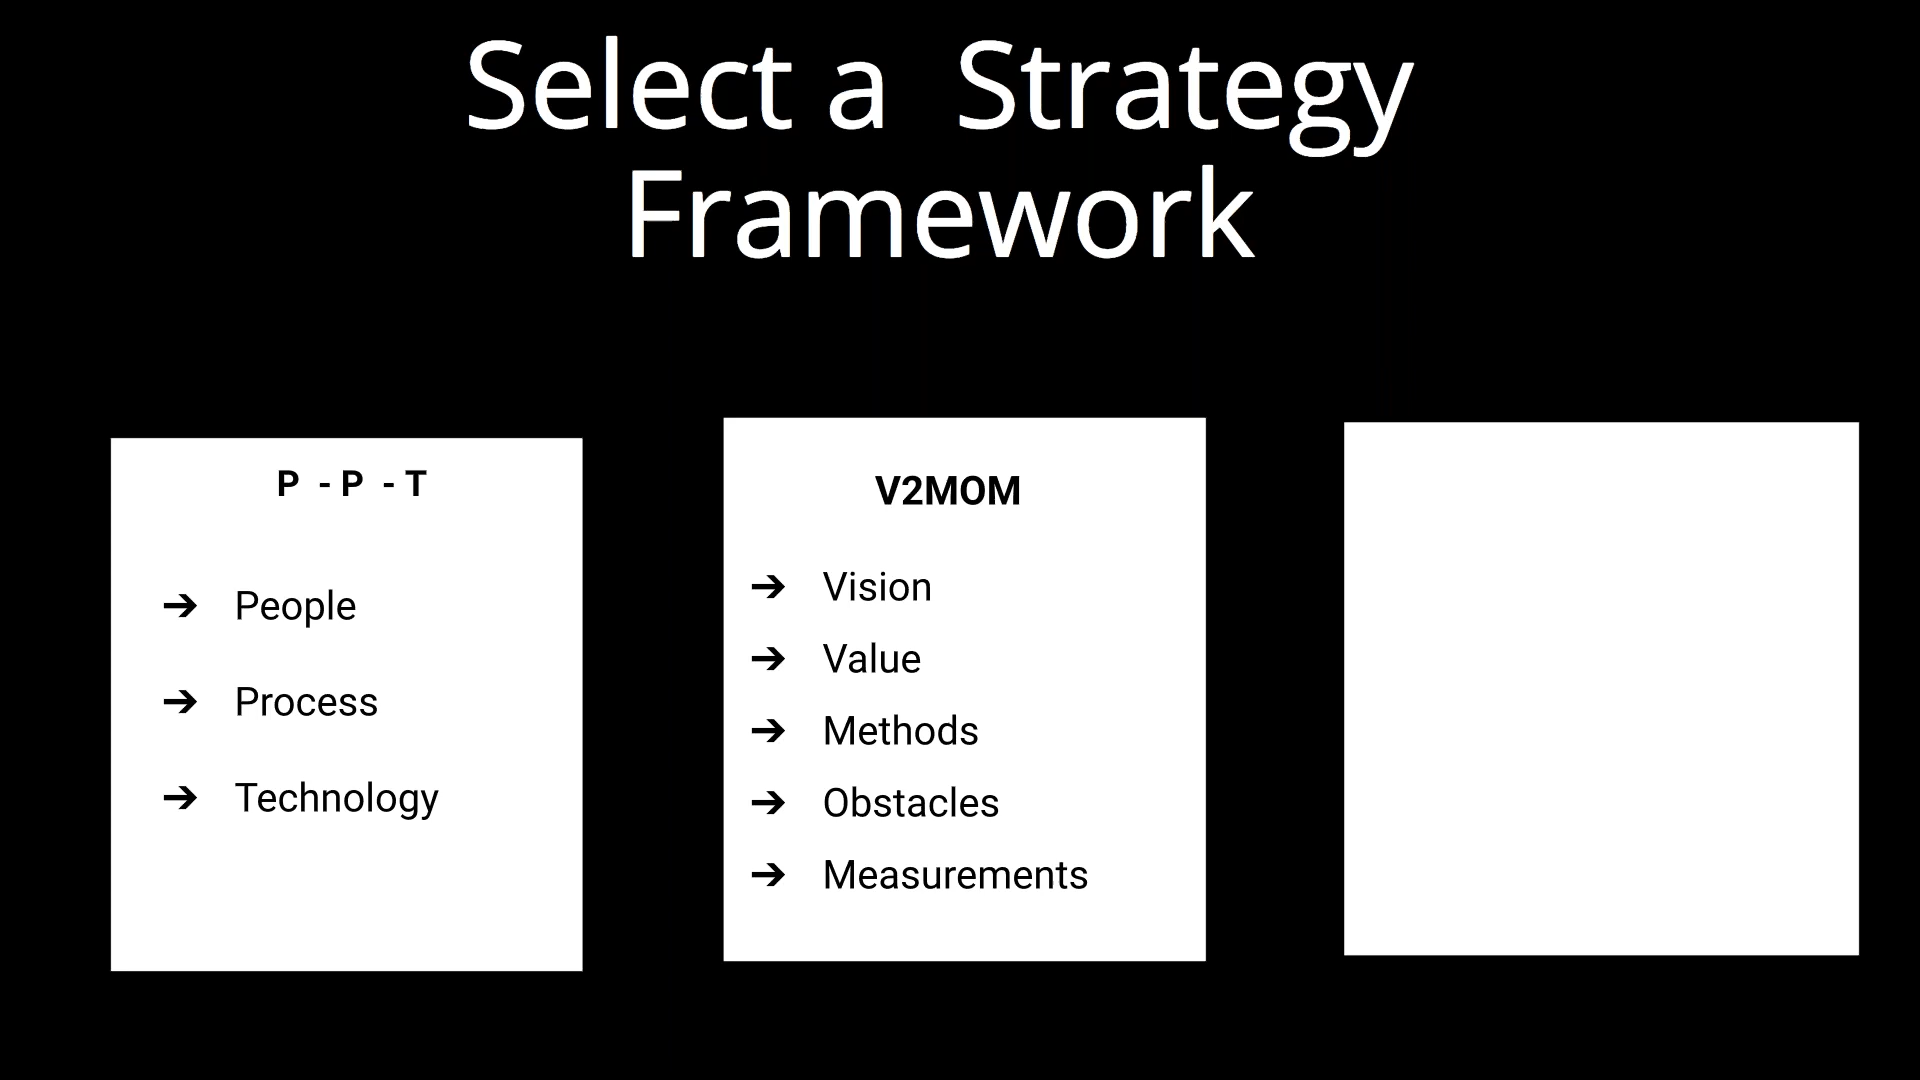 Select a  Strategy
Framework
P  - P  - T
➔ People
➔ Process
➔ Technology
V2MOM
➔ Vision
➔ Value
➔ Methods
➔ Obstacles
➔ Measurements